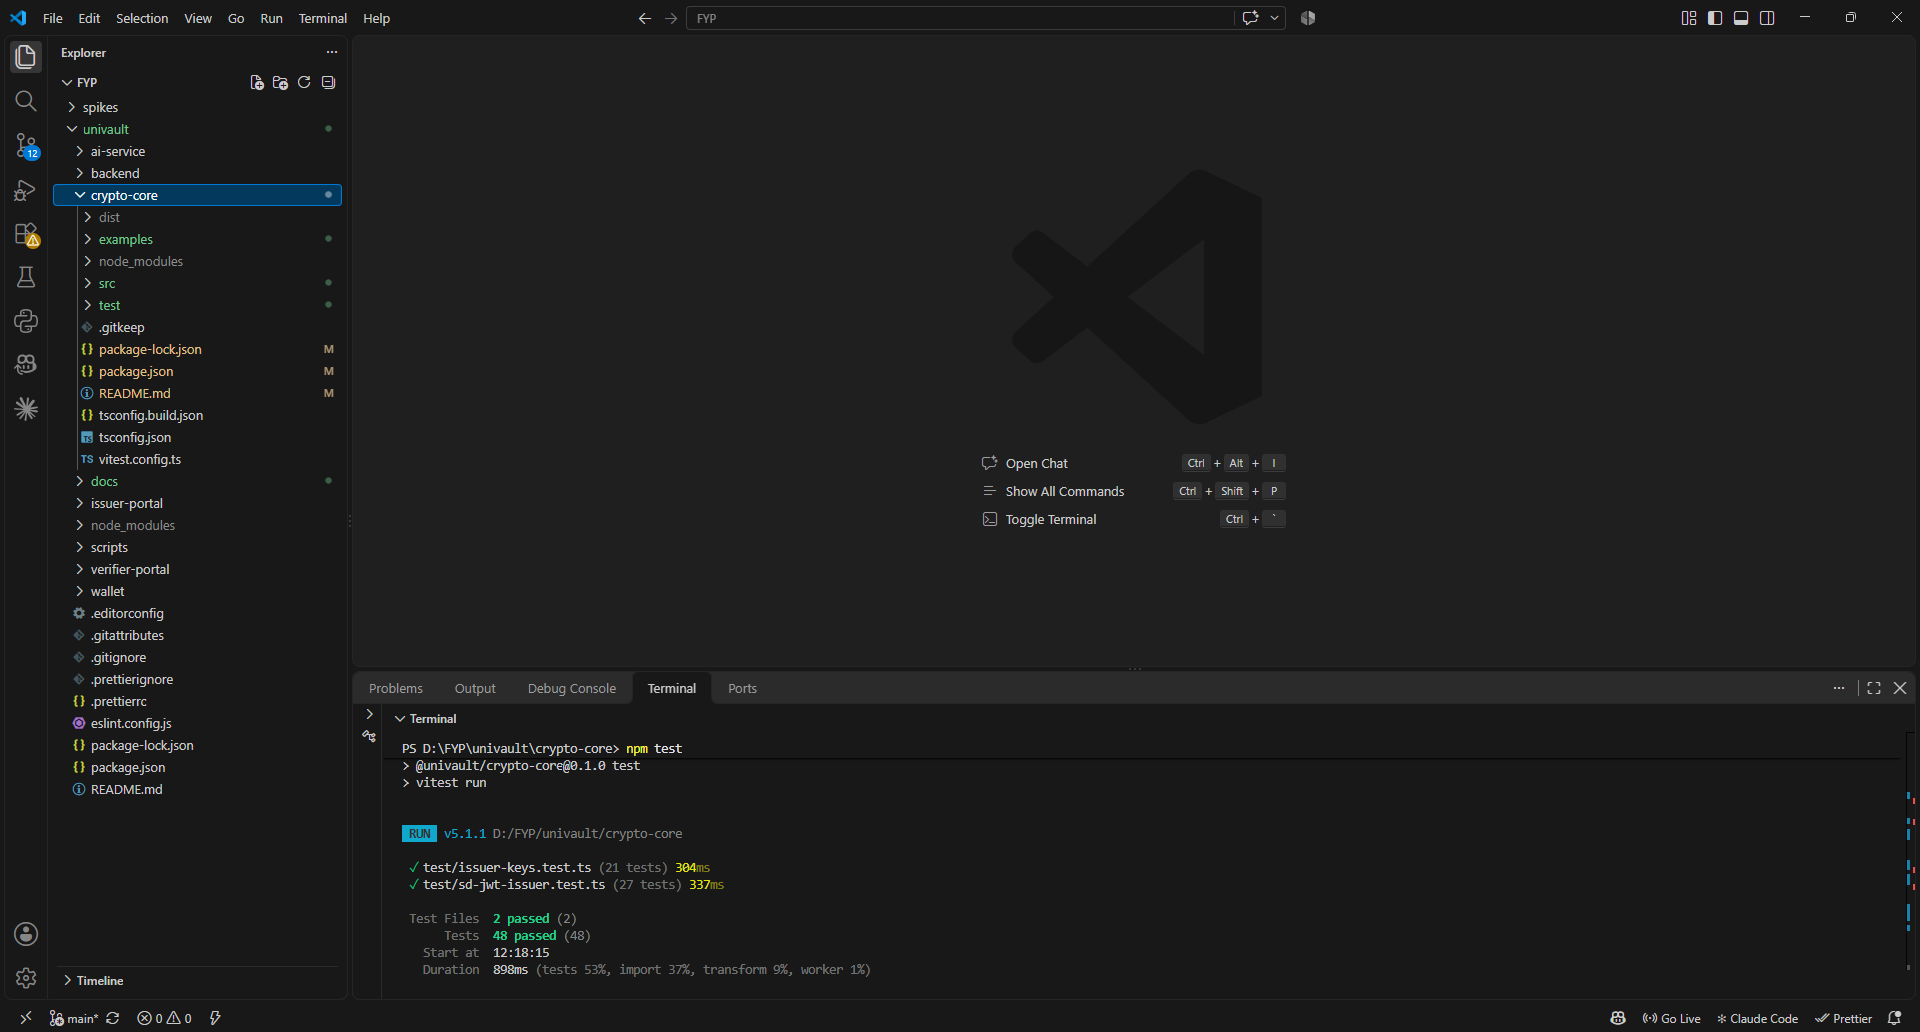 File Edit Selection View Go Run Terminal Help
FYP
Explorer
FYP
spikes
univault
12
ai-service
backend
crypto-core
dist
examples
node_modules
src
test
.gitkeep
package-lock.json M
package.json M
README.md M
tsconfig.build.json
tsconfig.json
TS vitest.config.ts
docs
issuer-portal
node_modules
scripts
verifier-portal
wallet
.editorconfig
.gitattributes
.gitignore
.prettierignore
.prettierrc
eslint.config.js
package-lock.json
package.json
README.md
Timeline
Open Chat Ctrl + Alt + I
Show All Commands Ctrl + Shift + P
Toggle Terminal Ctrl + `
Problems Output Debug Console Terminal Ports
Terminal
PS D:\FYP\univault\crypto-core> npm test
> @univault/crypto-core@0.1.0 test
> vitest run
RUN v5.1.1 D:/FYP/univault/crypto-core
✓ test/issuer-keys.test.ts (21 tests) 304ms
✓ test/sd-jwt-issuer.test.ts (27 tests) 337ms
Test Files 2 passed (2)
Tests 48 passed (48)
Start at 12:18:15
Duration 898ms (tests 53%, import 37%, transform 9%, worker 1%)
main* 0 0 Go Live Claude Code Prettier